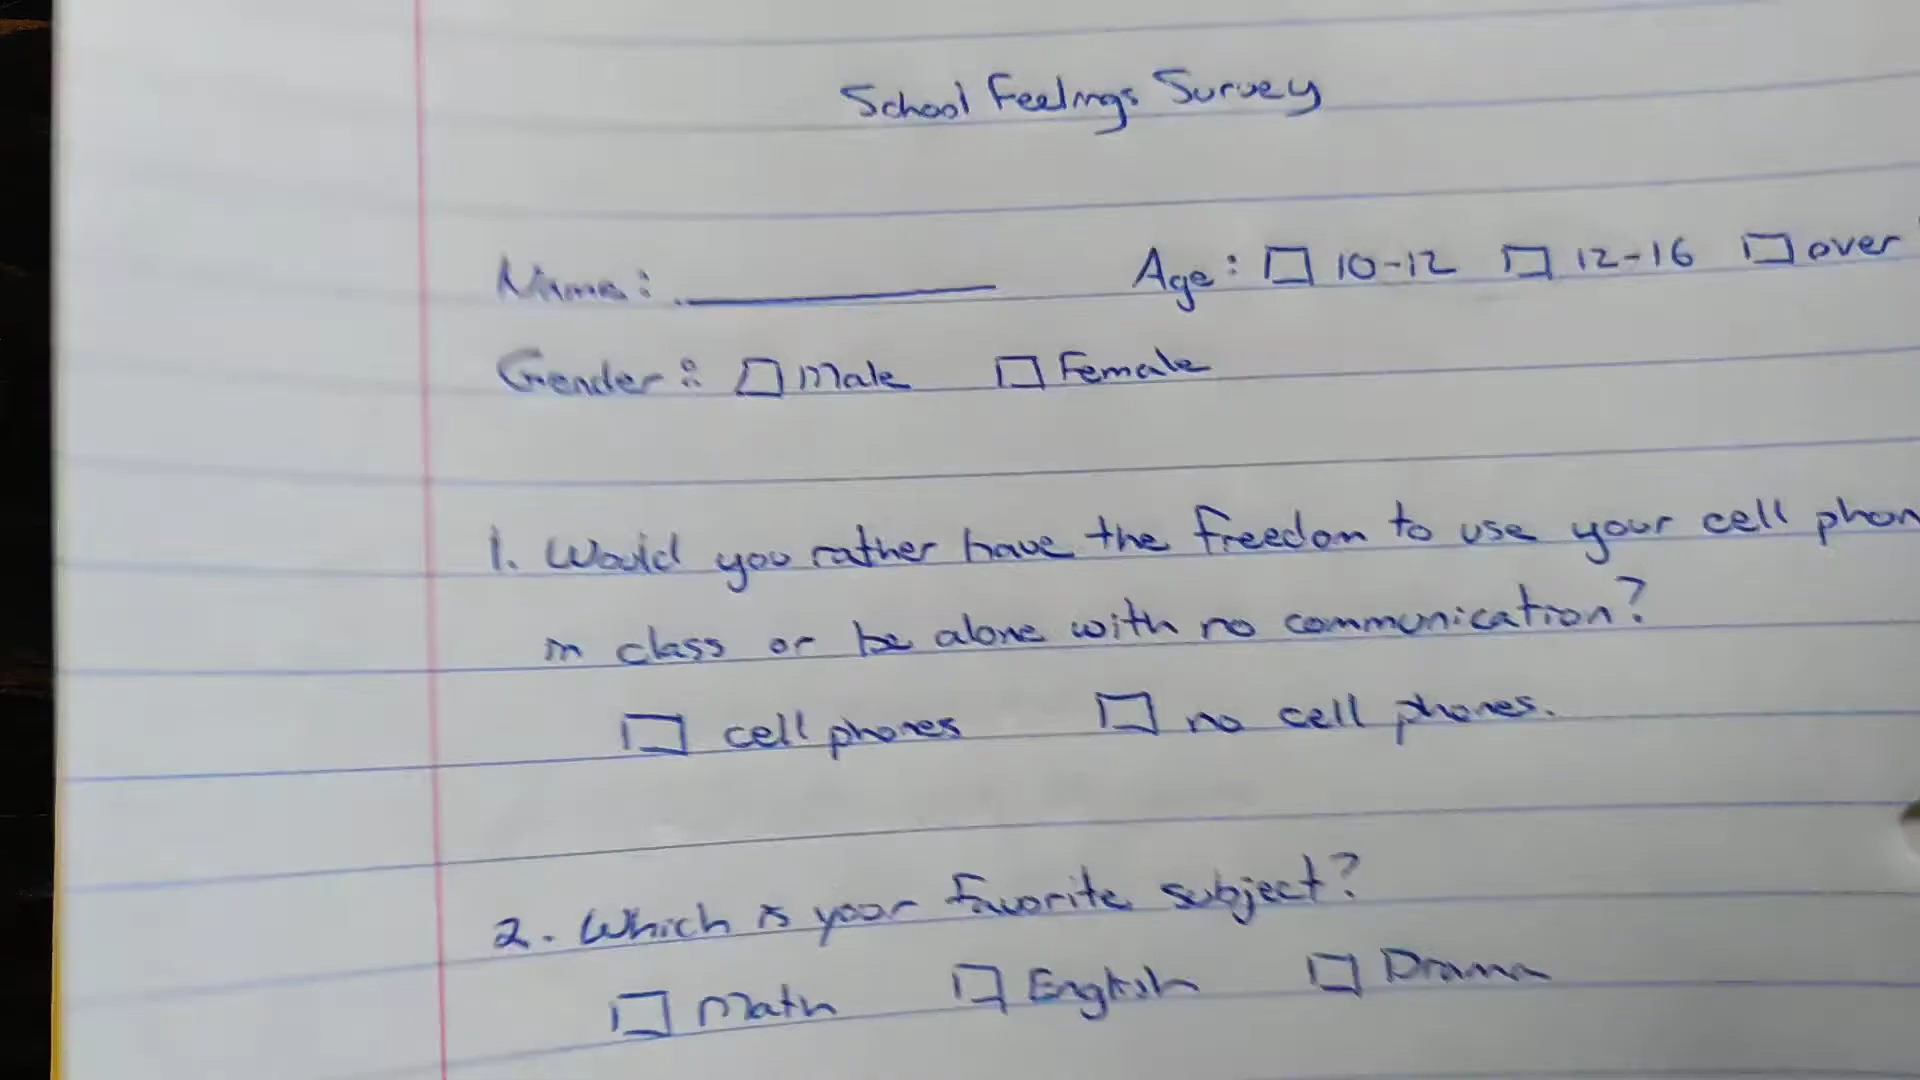 School Feelings Survey
Name: __________ Age: □ 10-12 □ 12-16 □ over
Gender: □ Male □ Female
1. Would you rather have the freedom to use your cell phon
in class or be alone with no communication?
□ cell phones □ no cell phones.
2. Which is your favorite subject?
□ Math □ English □ Drama